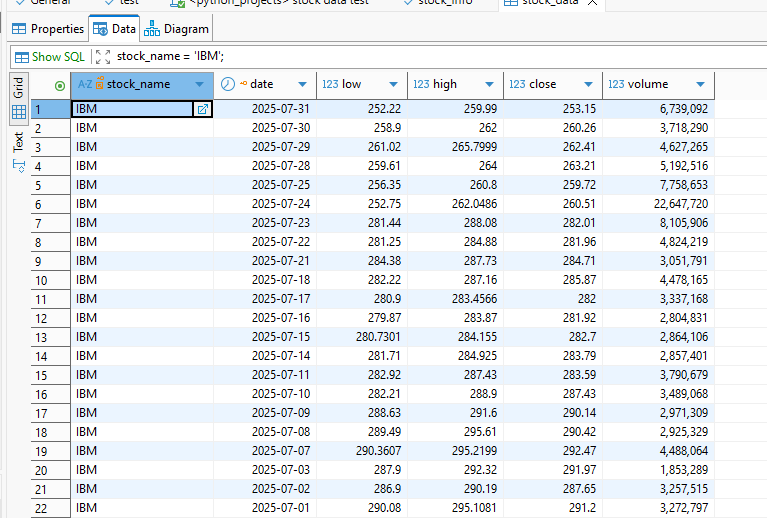 General test <python_projects> stock data test stock_info stock_data
Properties Data Diagram
Show SQL stock_name = 'IBM';
Grid
Text
A-Z stock_name date 123 low 123 high 123 close 123 volume
1 IBM 2025-07-31 252.22 259.99 253.15 6,739,092
2 IBM 2025-07-30 258.9 262 260.26 3,718,290
3 IBM 2025-07-29 261.02 265.7999 262.41 4,627,265
4 IBM 2025-07-28 259.61 264 263.21 5,192,516
5 IBM 2025-07-25 256.35 260.8 259.72 7,758,653
6 IBM 2025-07-24 252.75 262.0486 260.51 22,647,720
7 IBM 2025-07-23 281.44 288.08 282.01 8,105,906
8 IBM 2025-07-22 281.25 284.88 281.96 4,824,219
9 IBM 2025-07-21 284.38 287.73 284.71 3,051,791
10 IBM 2025-07-18 282.22 287.16 285.87 4,478,165
11 IBM 2025-07-17 280.9 283.4566 282 3,337,168
12 IBM 2025-07-16 279.87 283.87 281.92 2,804,831
13 IBM 2025-07-15 280.7301 284.155 282.7 2,864,106
14 IBM 2025-07-14 281.71 284.925 283.79 2,857,401
15 IBM 2025-07-11 282.92 287.43 283.59 3,790,679
16 IBM 2025-07-10 282.21 288.9 287.43 3,489,068
17 IBM 2025-07-09 288.63 291.6 290.14 2,971,309
18 IBM 2025-07-08 289.49 295.61 290.42 2,925,329
19 IBM 2025-07-07 290.3607 295.2199 292.47 4,488,064
20 IBM 2025-07-03 287.9 292.32 291.97 1,853,289
21 IBM 2025-07-02 286.9 290.19 287.65 3,257,515
22 IBM 2025-07-01 290.08 295.1081 291.2 3,272,797